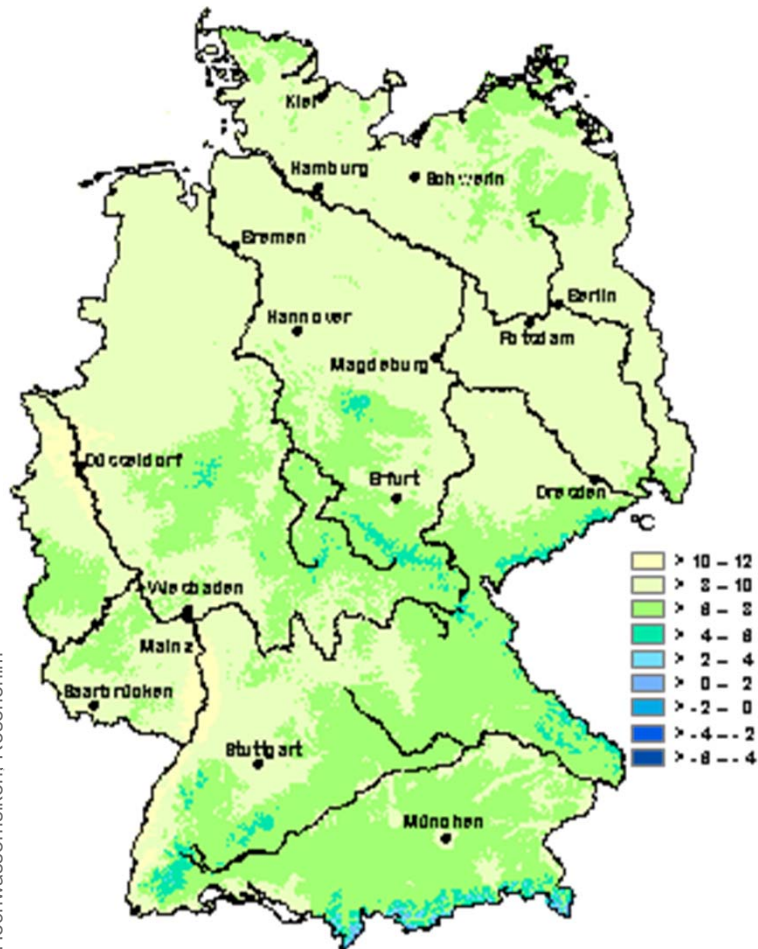 Kiel
Hamburg
Schwerin
Bremen
Berlin
Hannover
Potsdam
Magdeburg
Düsseldorf
Erfurt
Dresden
°C
> 10 – 12
> 8 – 10
> 6 – 8
> 4 – 6
> 2 – 4
> 0 – 2
> -2 – 0
> -4 – -2
> -6 – -4
Wiesbaden
Mainz
Saarbrücken
Stuttgart
München